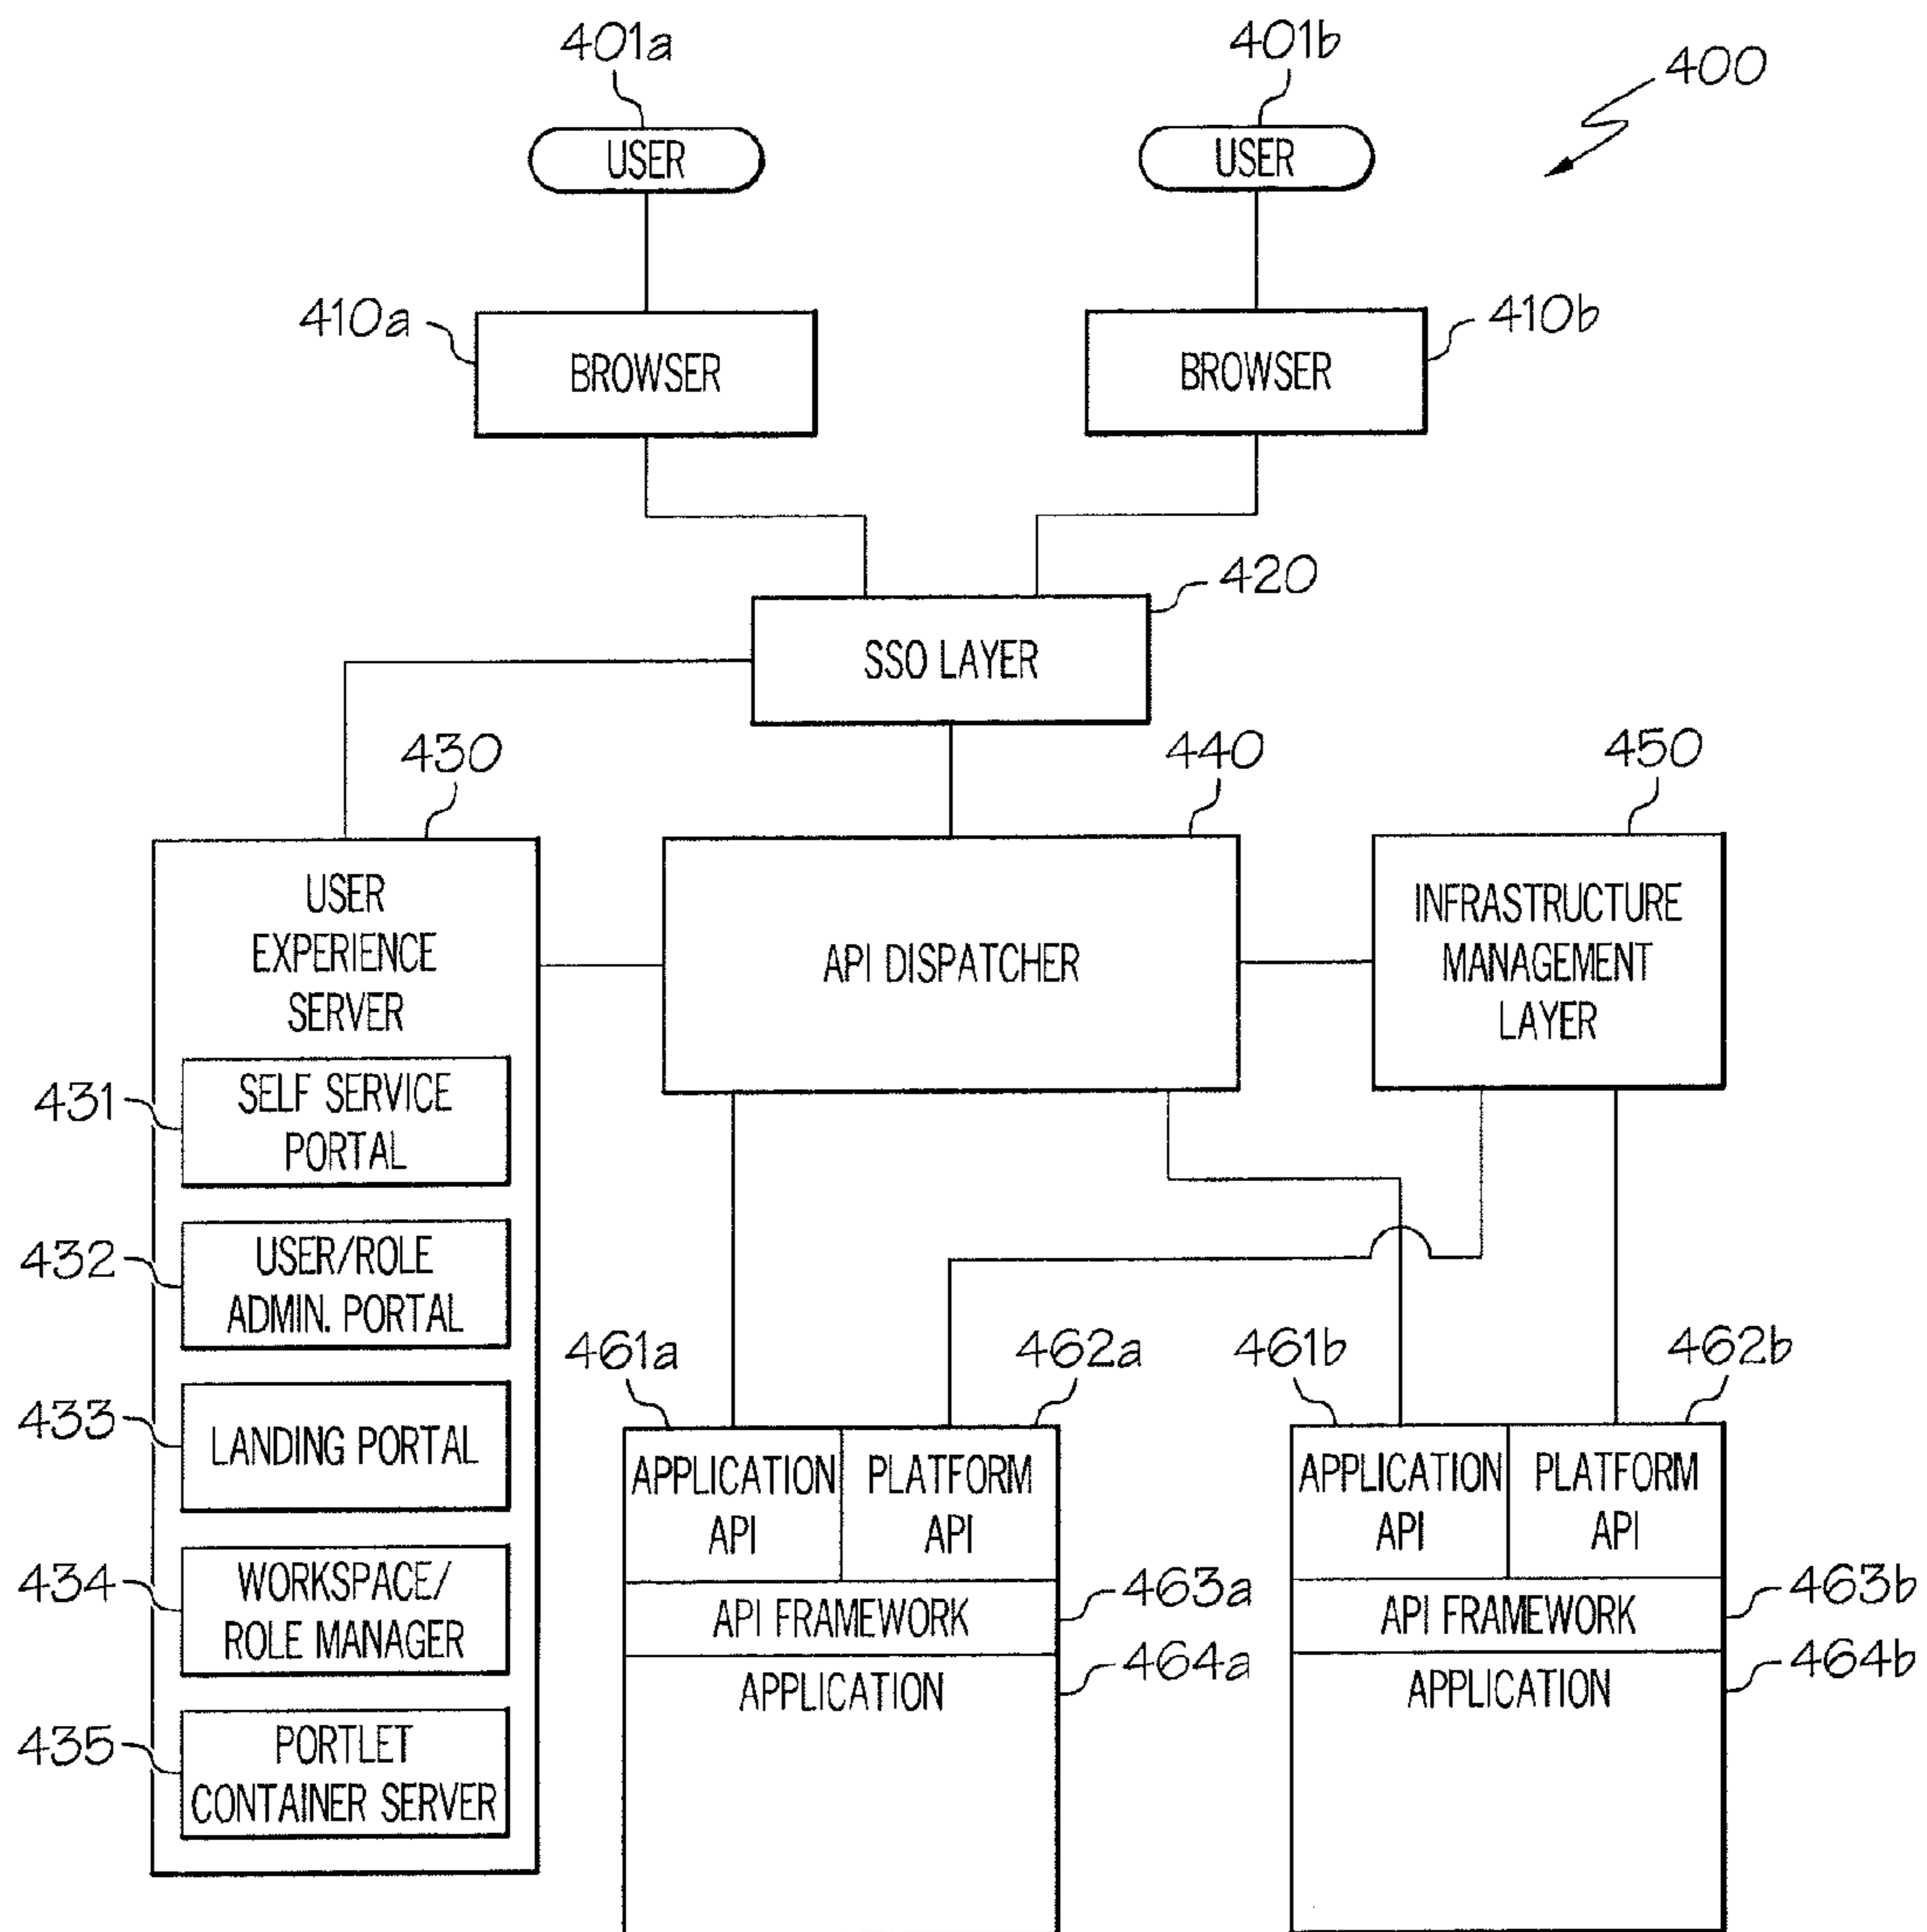 401a
401b
400
USER
USER
410a
BROWSER
BROWSER
410b
420
SSO LAYER
430
440
450
USER
EXPERIENCE
SERVER
API DISPATCHER
INFRASTRUCTURE
MANAGEMENT
LAYER
431
SELF SERVICE
PORTAL
432
USER/ROLE
ADMIN. PORTAL
433
LANDING PORTAL
434
WORKSPACE/
ROLE MANAGER
435
PORTLET
CONTAINER SERVER
461a
462a
461b
462b
APPLICATION
API
PLATFORM
API
APPLICATION
API
PLATFORM
API
API FRAMEWORK
463a
API FRAMEWORK
463b
APPLICATION
464a
APPLICATION
464b